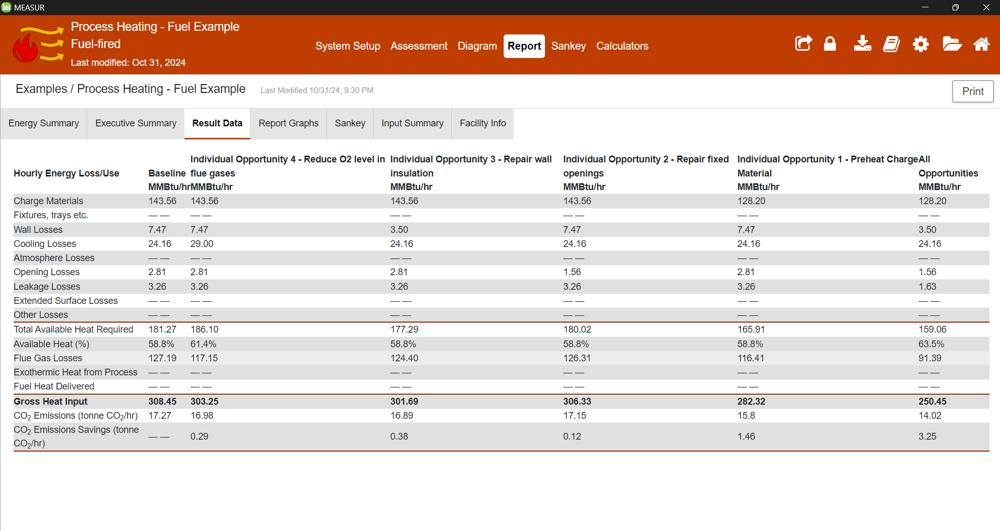 MEASUR
Process Heating - Fuel Example
Fuel-fired
Last modified: Oct 31, 2024
System Setup Assessment Diagram Report Sankey Calculators
Examples / Process Heating - Fuel Example Last Modified 10/31/24, 9:30 PM Print
Energy Summary Executive Summary Result Data Report Graphs Sankey Input Summary Facility Info
Individual Opportunity 4 - Reduce O2 level in Individual Opportunity 3 - Repair wall Individual Opportunity 2 - Repair fixed Individual Opportunity 1 - Preheat Charge All
Hourly Energy Loss/Use Baseline flue gases insulation openings Material Opportunities
MMBtu/hr MMBtu/hr MMBtu/hr MMBtu/hr MMBtu/hr MMBtu/hr
Charge Materials 143.56 143.56 143.56 143.56 128.20 128.20
Fixtures, trays etc. — — — — — — — — — — — —
Wall Losses 7.47 7.47 3.50 7.47 7.47 3.50
Cooling Losses 24.16 29.00 24.16 24.16 24.16 24.16
Atmosphere Losses — — — — — — — — — — — —
Opening Losses 2.81 2.81 2.81 1.56 2.81 1.56
Leakage Losses 3.26 3.26 3.26 3.26 3.26 1.63
Extended Surface Losses — — — — — — — — — — — —
Other Losses — — — — — — — — — — — —
Total Available Heat Required 181.27 186.10 177.29 180.02 165.91 159.06
Available Heat (%) 58.8% 61.4% 58.8% 58.8% 58.8% 63.5%
Flue Gas Losses 127.19 117.15 124.40 126.31 116.41 91.39
Exothermic Heat from Process — — — — — — — — — — — —
Fuel Heat Delivered — — — — — — — — — — — —
Gross Heat Input 308.45 303.25 301.69 306.33 282.32 250.45
CO2 Emissions (tonne CO2/hr) 17.27 16.98 16.89 17.15 15.8 14.02
CO2 Emissions Savings (tonne
CO2/hr) — — 0.29 0.38 0.12 1.46 3.25